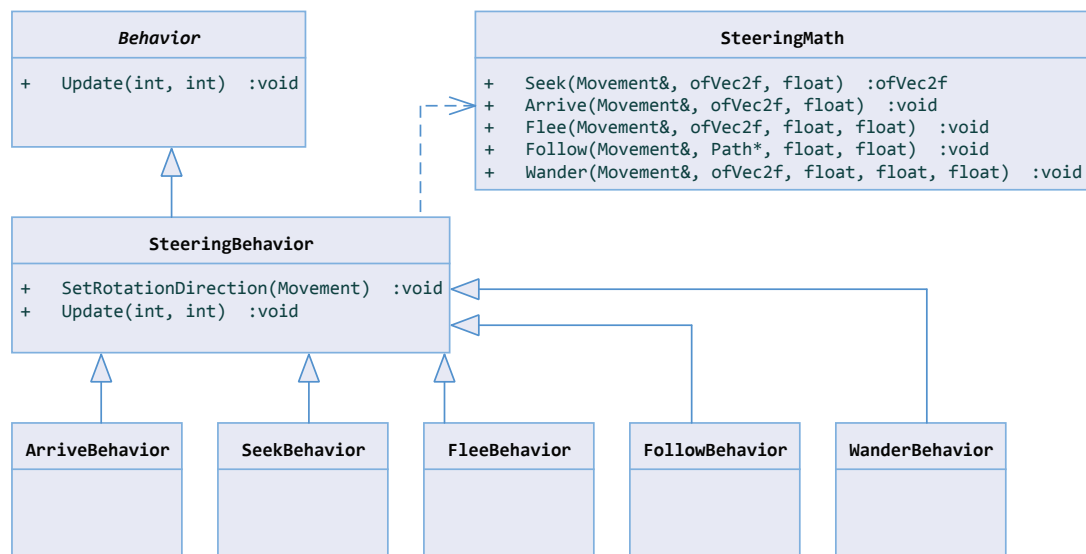 Behavior
+ Update(int, int) :void
SteeringMath
+ Seek(Movement&, ofVec2f, float) :ofVec2f
+ Arrive(Movement&, ofVec2f, float) :void
+ Flee(Movement&, ofVec2f, float, float) :void
+ Follow(Movement&, Path*, float, float) :void
+ Wander(Movement&, ofVec2f, float, float, float) :void
SteeringBehavior
+ SetRotationDirection(Movement) :void
+ Update(int, int) :void
ArriveBehavior
SeekBehavior
FleeBehavior
FollowBehavior
WanderBehavior